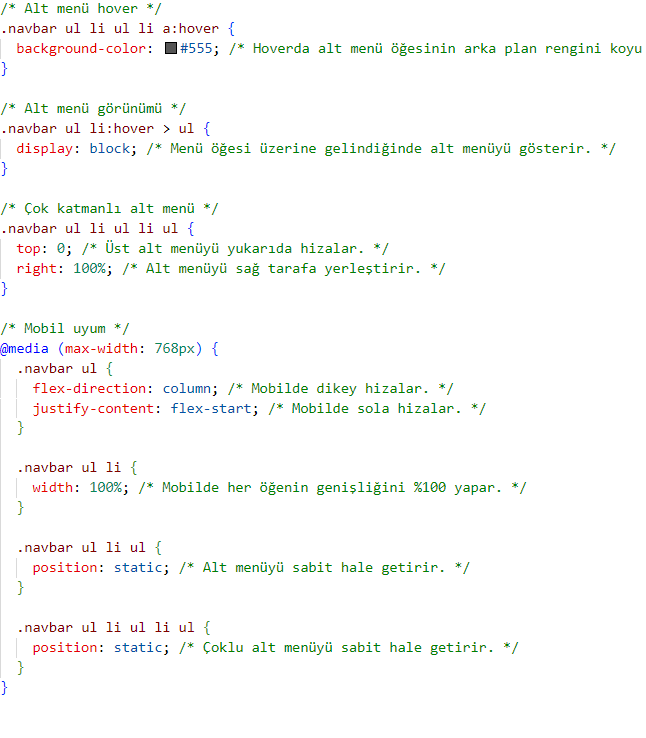 /* Alt menü hover */
.navbar ul li ul li a:hover {
background-color: #555; /* Hoverda alt menü öğesinin arka plan rengini koyu
}
/* Alt menü görünümü */
.navbar ul li:hover > ul {
display: block; /* Menü öğesi üzerine gelindiğinde alt menüyü gösterir. */
}
/* Çok katmanlı alt menü */
.navbar ul li ul li ul {
top: 0; /* Üst alt menüyü yukarıda hizalar. */
right: 100%; /* Alt menüyü sağ tarafa yerleştirir. */
}
/* Mobil uyum */
@media (max-width: 768px) {
.navbar ul {
flex-direction: column; /* Mobilde dikey hizalar. */
justify-content: flex-start; /* Mobilde sola hizalar. */
}
.navbar ul li {
width: 100%; /* Mobilde her öğenin genişliğini %100 yapar. */
}
.navbar ul li ul {
position: static; /* Alt menüyü sabit hale getirir. */
}
.navbar ul li ul li ul {
position: static; /* Çoklu alt menüyü sabit hale getirir. */
}
}